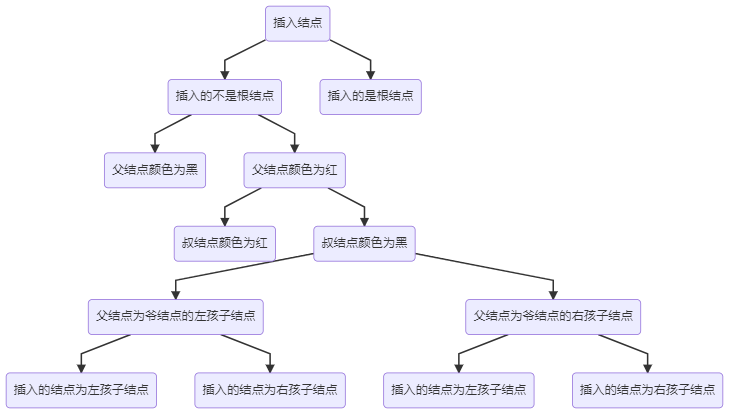 插入结点
插入的不是根结点
插入的是根结点
父结点颜色为黑
父结点颜色为红
叔结点颜色为红
叔结点颜色为黑
父结点为爷结点的左孩子结点
父结点为爷结点的右孩子结点
插入的结点为左孩子结点
插入的结点为右孩子结点
插入的结点为左孩子结点
插入的结点为右孩子结点